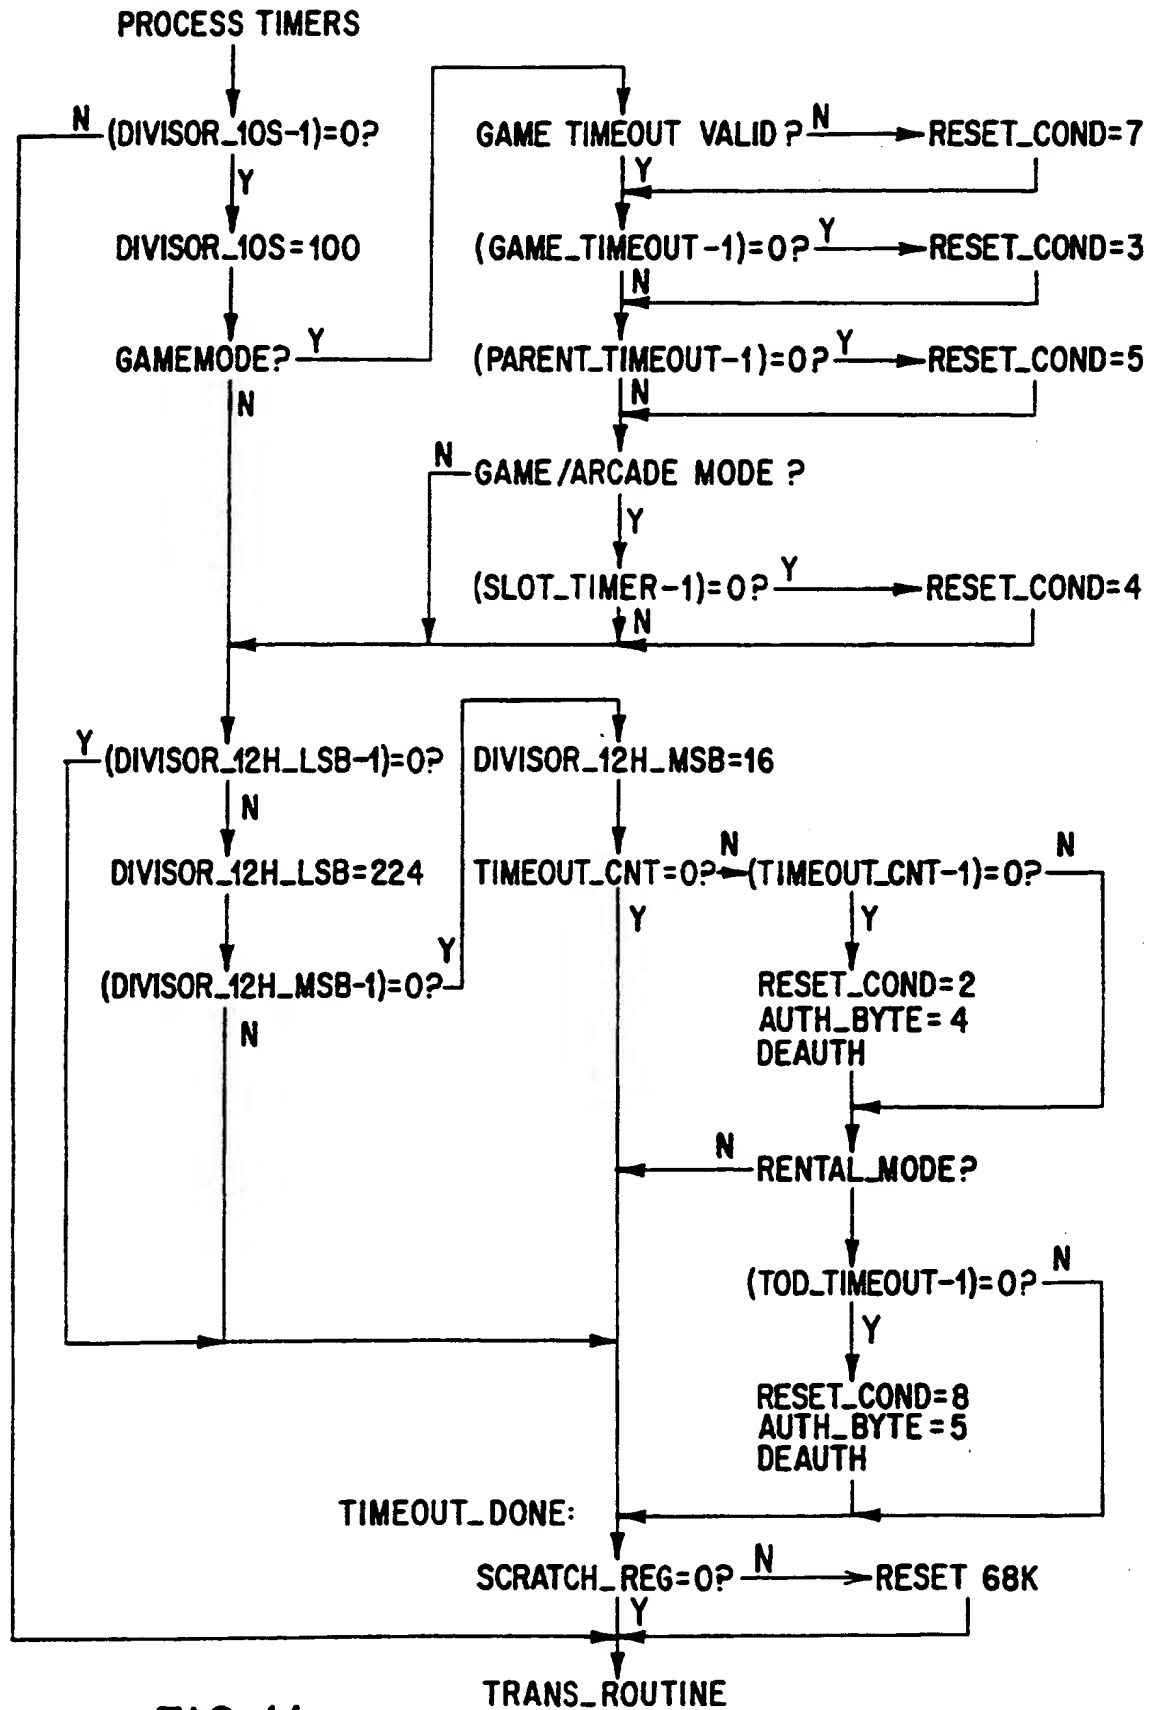 PROCESS TIMERS
N
(DIVISOR_10S-1)=0?
Y
DIVISOR_10S=100
GAMEMODE?
Y
N
GAME TIMEOUT VALID?
N
RESET_COND=7
Y
(GAME_TIMEOUT-1)=0?
Y
RESET_COND=3
N
(PARENT_TIMEOUT-1)=0?
Y
RESET_COND=5
N
N
GAME/ARCADE MODE ?
Y
(SLOT_TIMER-1)=0?
Y
RESET_COND=4
N
Y
(DIVISOR_12H_LSB-1)=0?
N
DIVISOR_12H_LSB=224
(DIVISOR_12H_MSB-1)=0?
Y
N
DIVISOR_12H_MSB=16
TIMEOUT_CNT=0?
N
(TIMEOUT_CNT-1)=0?
N
Y
Y
RESET_COND=2
AUTH_BYTE=4
DEAUTH
N
RENTAL_MODE?
(TOD_TIMEOUT-1)=0?
N
Y
RESET_COND=8
AUTH_BYTE=5
DEAUTH
TIMEOUT_DONE:
SCRATCH_REG=0?
N
RESET 68K
Y
TRANS_ROUTINE